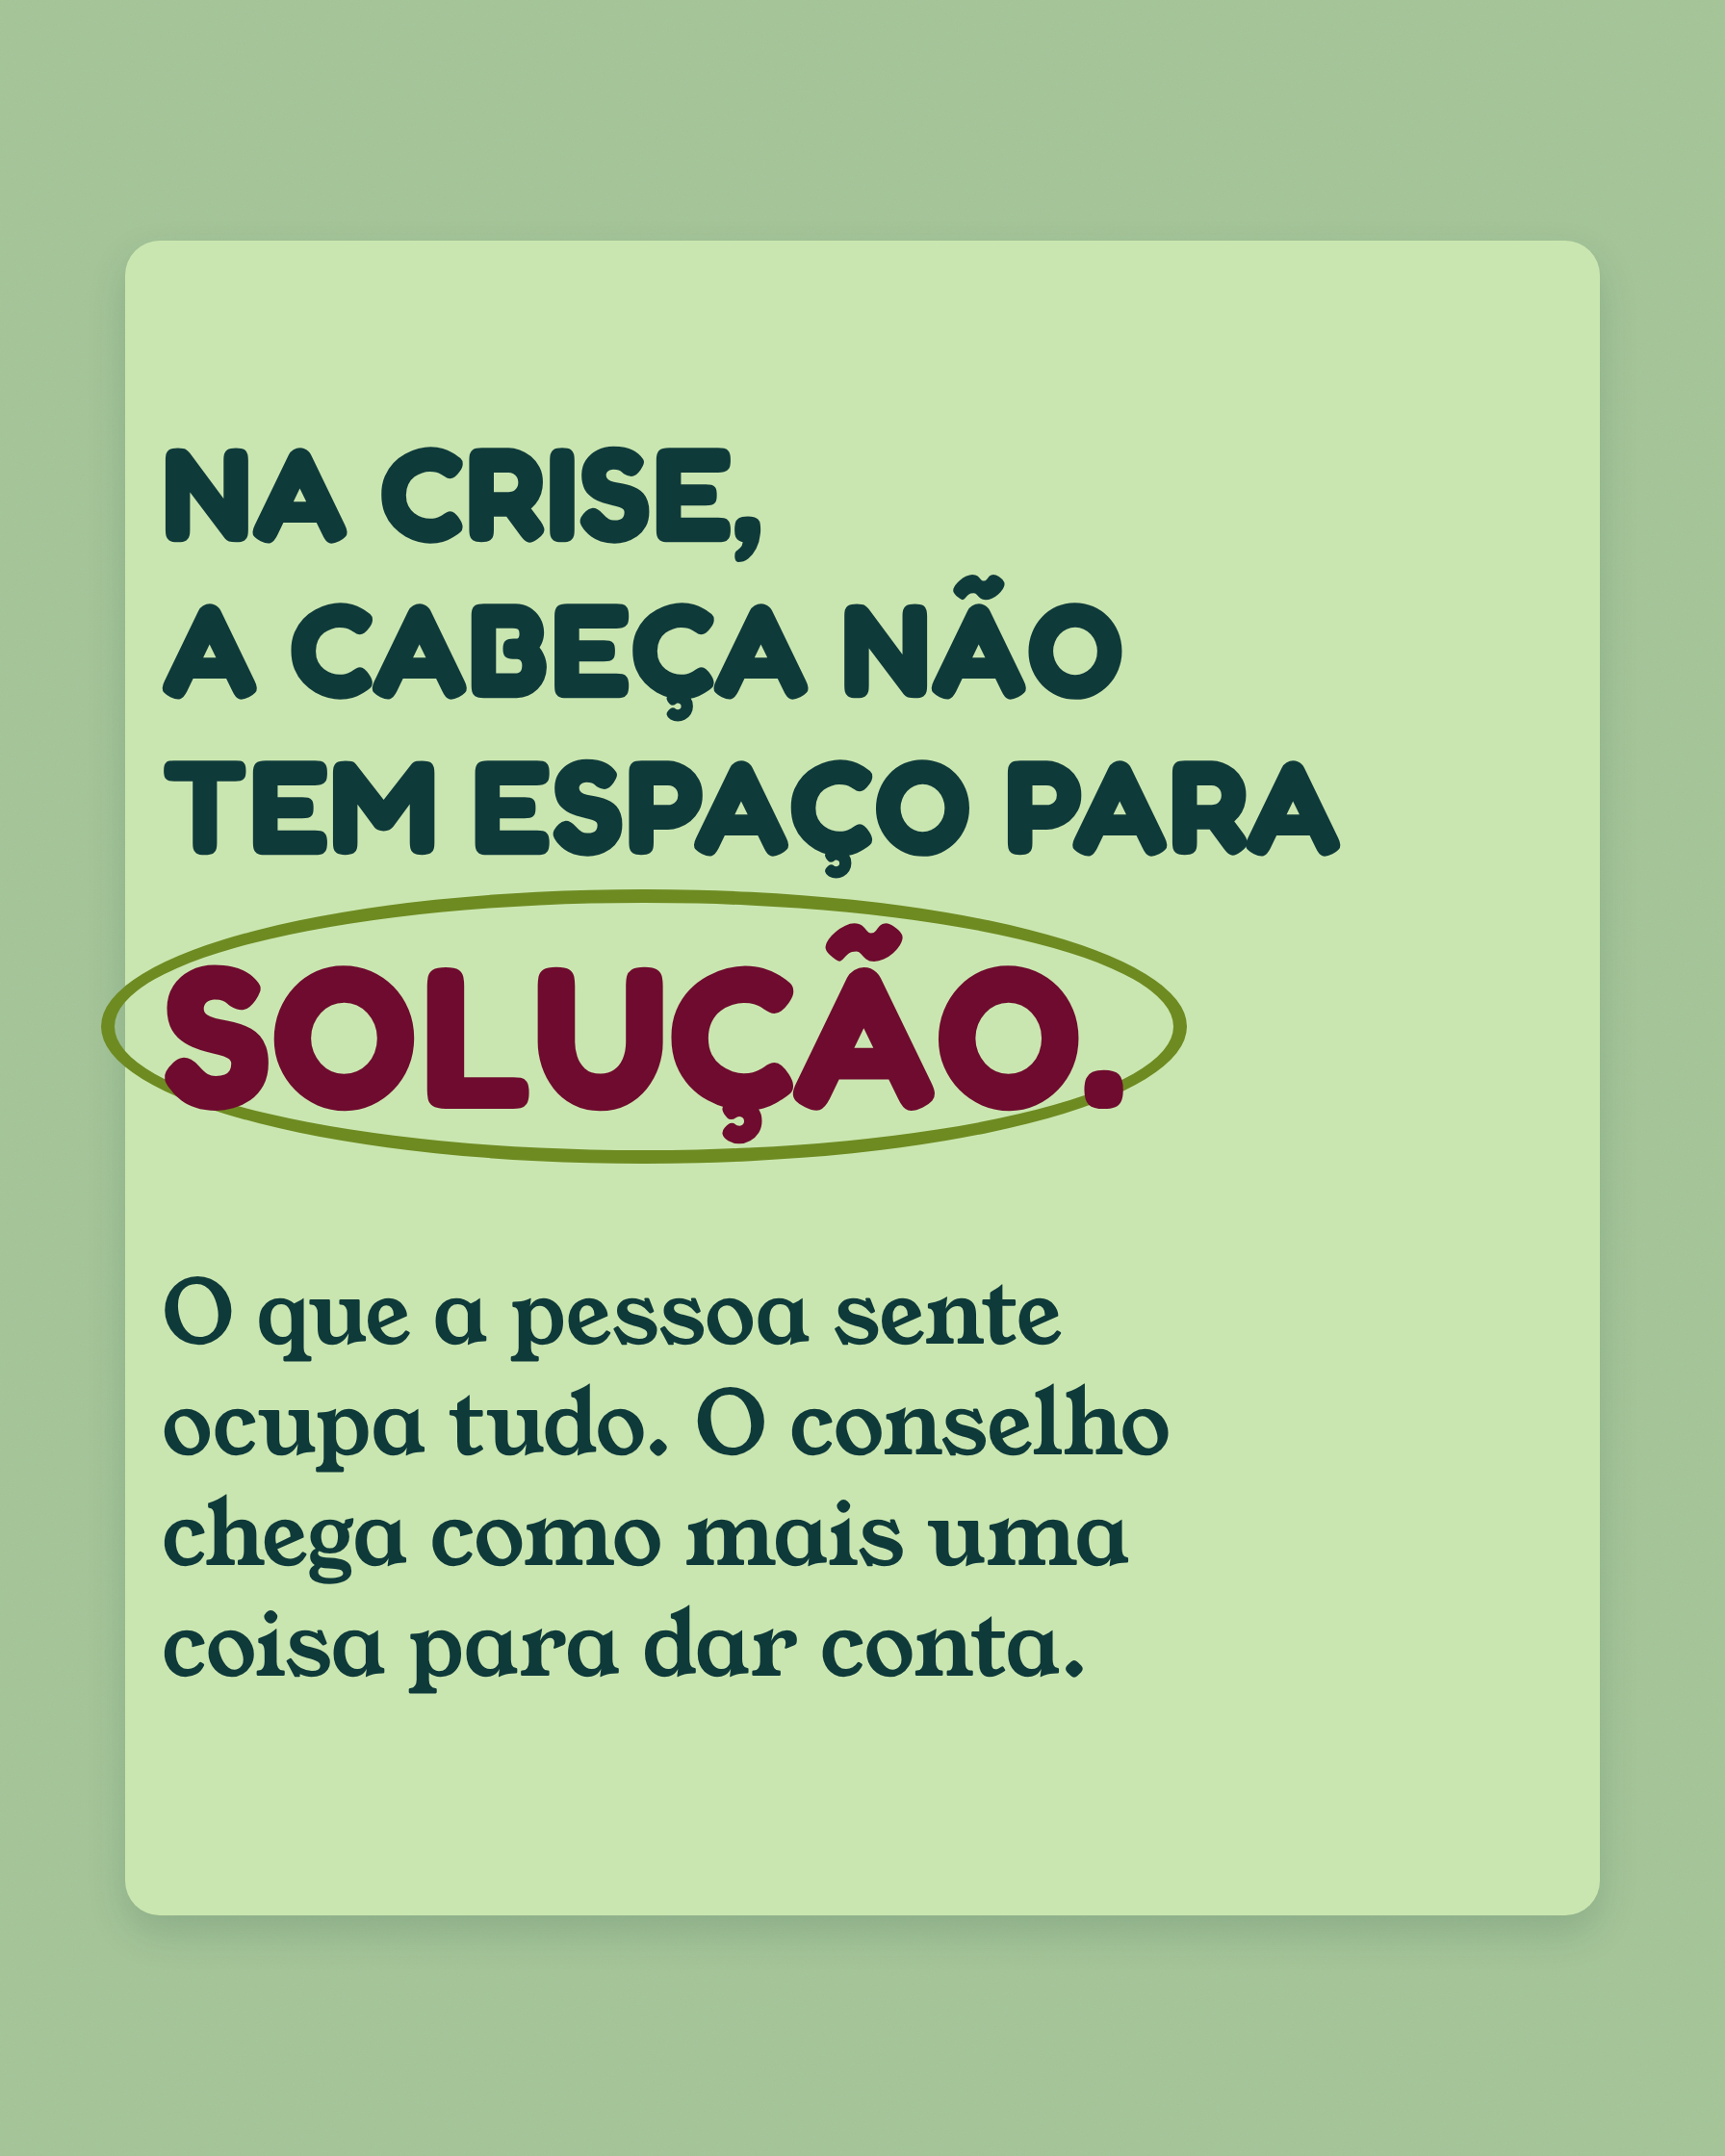 NA CRISE,
A CABEÇA NÃO
TEM ESPAÇO PARA
SOLUÇÃO.
O que a pessoa sente
ocupa tudo. O conselho
chega como mais uma
coisa para dar conta.